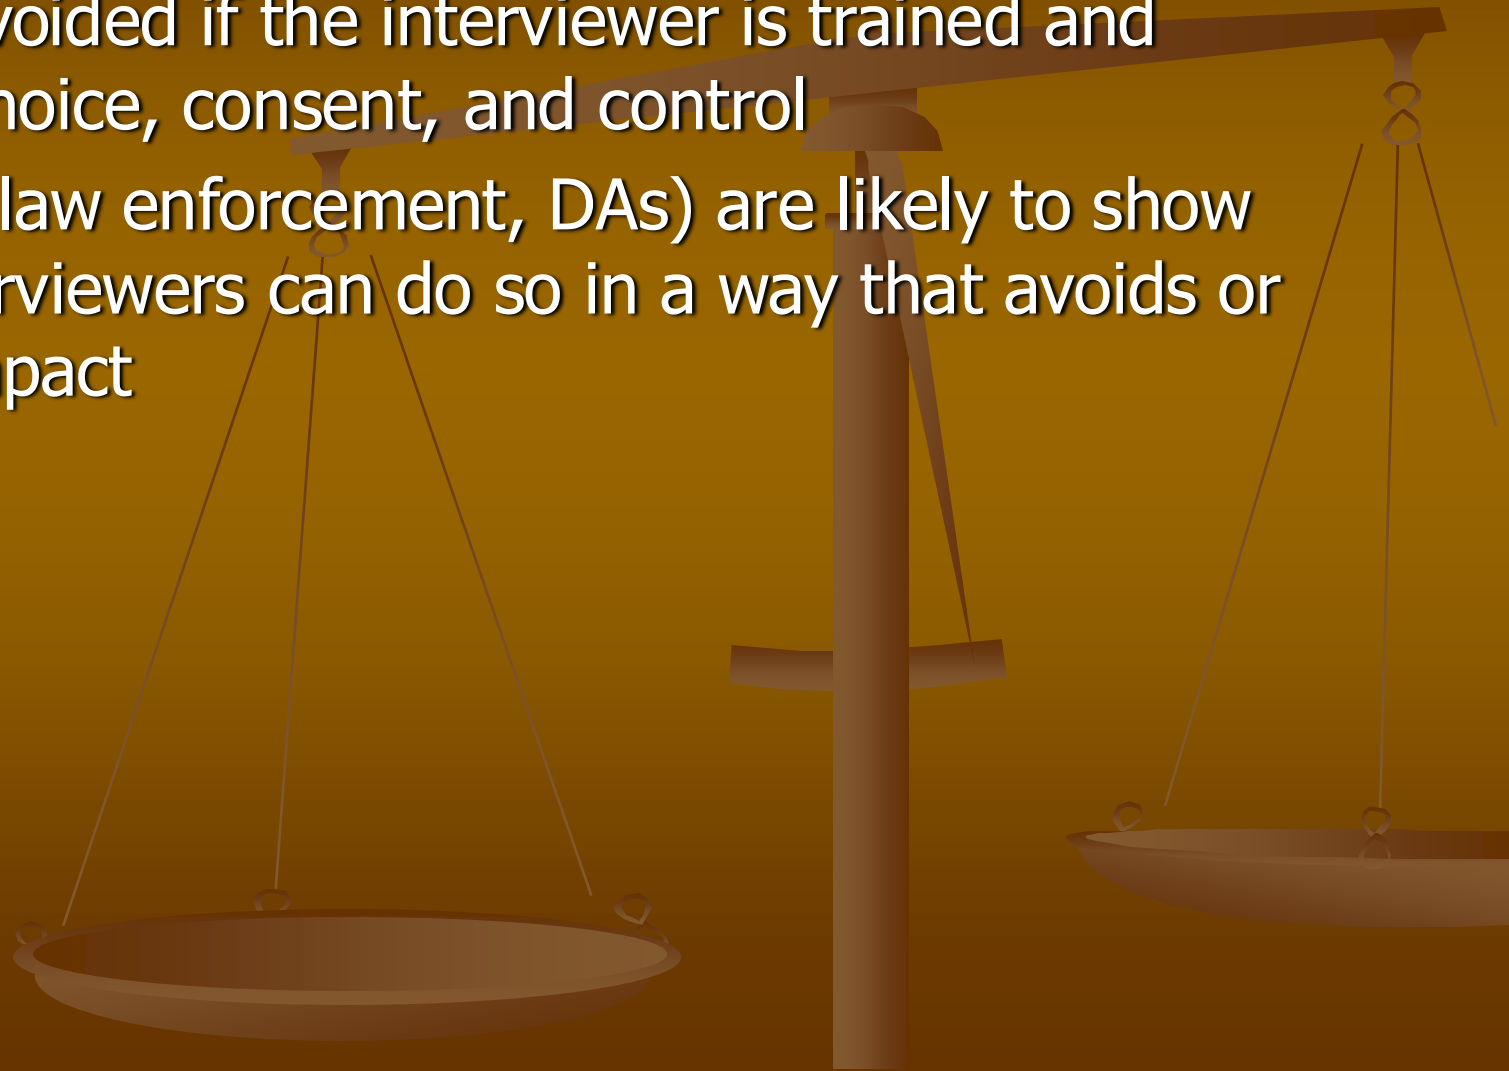 voided if the interviewer is trained and
hoice, consent, and control
law enforcement, DAs) are likely to show
rviewers can do so in a way that avoids or
pact